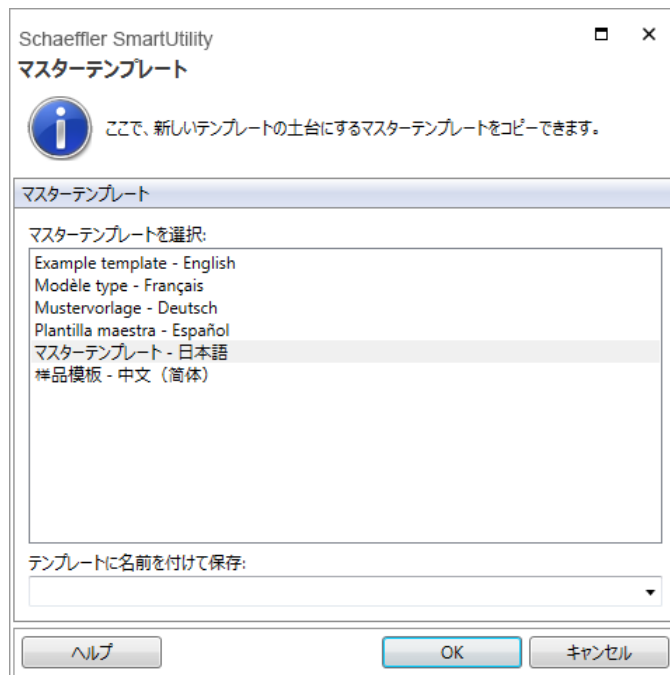 Schaeffler SmartUtility
マスターテンプレート
ここで、新しいテンプレートの土台にするマスターテンプレートをコピーできます。
マスターテンプレート
マスターテンプレートを選択:
Example template - English
Modèle type - Français
Mustervorlage - Deutsch
Plantilla maestra - Español
マスターテンプレート - 日本語
样品模板 - 中文（简体）
テンプレートに名前を付けて保存:
ヘルプ
OK
キャンセル